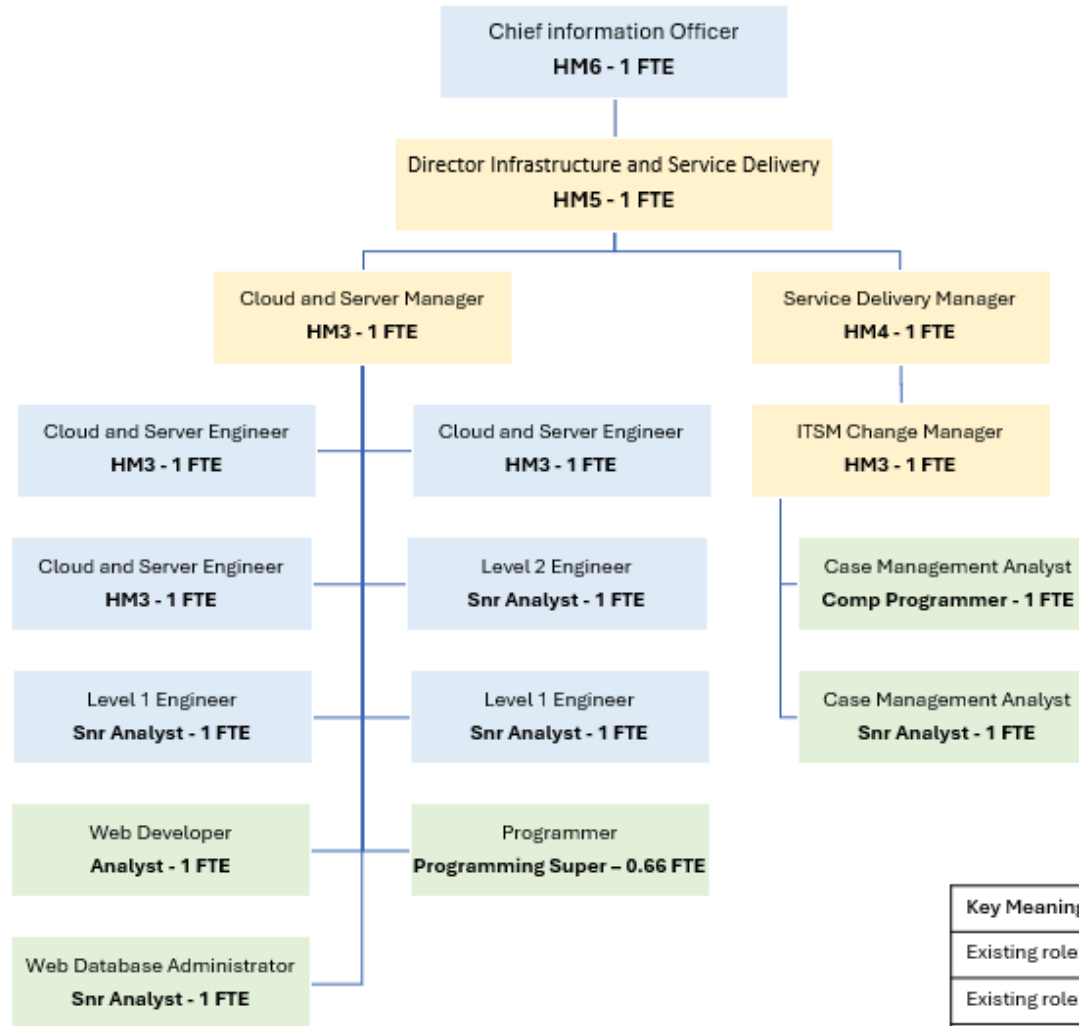 Chief information Officer
HM6 - 1 FTE
Director Infrastructure and Service Delivery
HM5 - 1 FTE
Cloud and Server Manager
HM3 - 1 FTE
Service Delivery Manager
HM4 - 1 FTE
Cloud and Server Engineer
HM3 - 1 FTE
Cloud and Server Engineer
HM3 - 1 FTE
ITSM Change Manager
HM3 - 1 FTE
Cloud and Server Engineer
HM3 - 1 FTE
Level 2 Engineer
Snr Analyst - 1 FTE
Case Management Analyst
Comp Programmer - 1 FTE
Level 1 Engineer
Snr Analyst - 1 FTE
Level 1 Engineer
Snr Analyst - 1 FTE
Case Management Analyst
Snr Analyst - 1 FTE
Web Developer
Analyst - 1 FTE
Programmer
Programming Super – 0.66 FTE
Web Database Administrator
Snr Analyst - 1 FTE
Key Meaning
Existing role
Existing role